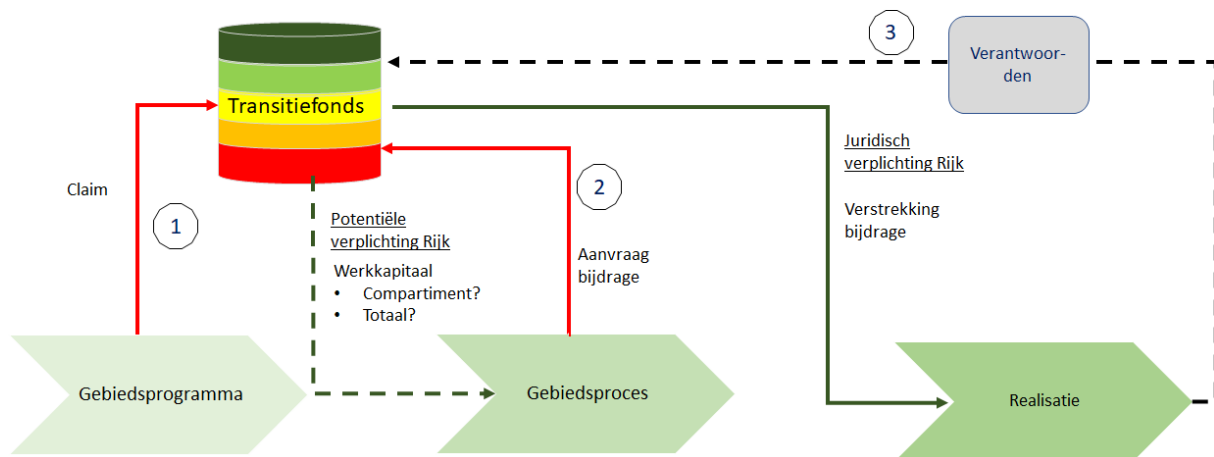 3
Verantwoor-
den
Transitiefonds
Claim
1
2
Potentiële
verplichting Rijk
Werkkapitaal
• Compartiment?
• Totaal?
Aanvraag
bijdrage
Juridisch
verplichting Rijk
Verstrekking
bijdrage
Gebiedsprogramma
Gebiedsproces
Realisatie